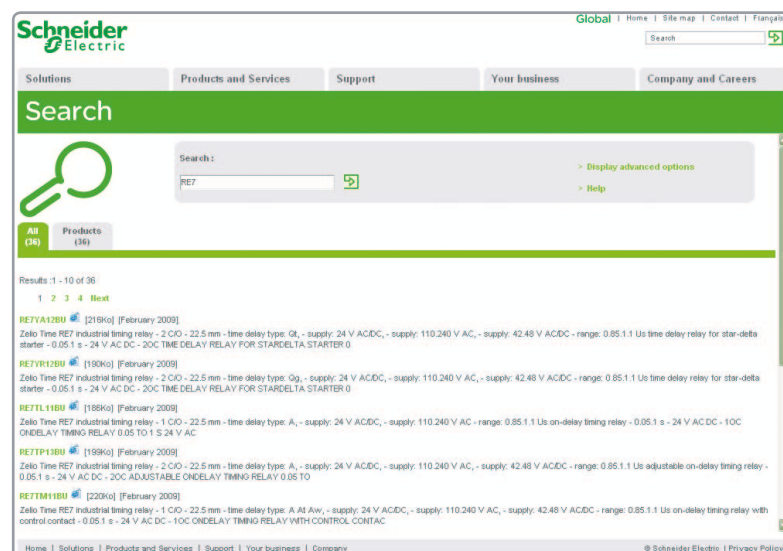 Schneider
Electric
Global | Home | Site map | Contact | Français
Search
Solutions
Products and Services
Support
Your business
Company and Careers
Search
Search :
RE7
> Display advanced options
> Help
All
(36)
Products
(36)
Results :1 - 10 of 36
1 2 3 4 Next
RE7YA12BU [216Ko] [February 2009]
Zelio Time RE7 industrial timing relay - 2 C/O - 22.5 mm - time delay type: Qt, - supply: 24 V AC/DC, - supply: 110.240 V AC, - supply: 42.48 V AC/DC - range: 0.85.1.1 Us time delay relay for star-delta
starter - 0.05.1 s - 24 V AC DC - 2OC TIME DELAY RELAY FOR STARDELTA STARTER 0
RE7YR12BU [190Ko] [February 2009]
Zelio Time RE7 industrial timing relay - 2 C/O - 22.5 mm - time delay type: Qg, - supply: 24 V AC/DC, - supply: 110.240 V AC, - supply: 42.48 V AC/DC - range: 0.85.1.1 Us time delay relay for star-delta
starter - 0.05.1 s - 24 V AC DC - 2OC TIME DELAY RELAY FOR STARDELTA STARTER 0
RE7TL11BU [186Ko] [February 2009]
Zelio Time RE7 industrial timing relay - 1 C/O - 22.5 mm - time delay type: A, - supply: 24 V AC/DC, - supply: 110.240 V AC - range: 0.85.1.1 Us on-delay timing relay - 0.05.1 s - 24 V AC DC - 1OC
ONDELAY TIMING RELAY 0.05 TO 1 S 24 V AC
RE7TP13BU [199Ko] [February 2009]
Zelio Time RE7 industrial timing relay - 2 C/O - 22.5 mm - time delay type: A, - supply: 24 V AC/DC, - supply: 110.240 V AC, - supply: 42.48 V AC/DC - range: 0.85.1.1 Us adjustable on-delay timing relay -
0.05.1 s - 24 V AC DC - 2OC ADJUSTABLE ONDELAY TIMING RELAY 0.05 TO
RE7TM11BU [220Ko] [February 2009]
Zelio Time RE7 industrial timing relay - 1 C/O - 22.5 mm - time delay type: A At Aw, - supply: 24 V AC/DC, - supply: 110.240 V AC, - supply: 42.48 V AC/DC - range: 0.85.1.1 Us on-delay timing relay with
control contact - 0.05.1 s - 24 V AC DC - 1OC ONDELAY TIMING RELAY WITH CONTROL CONTAC
Home | Solutions | Products and Services | Support | Your business | Company
© Schneider Electric | Privacy Policy